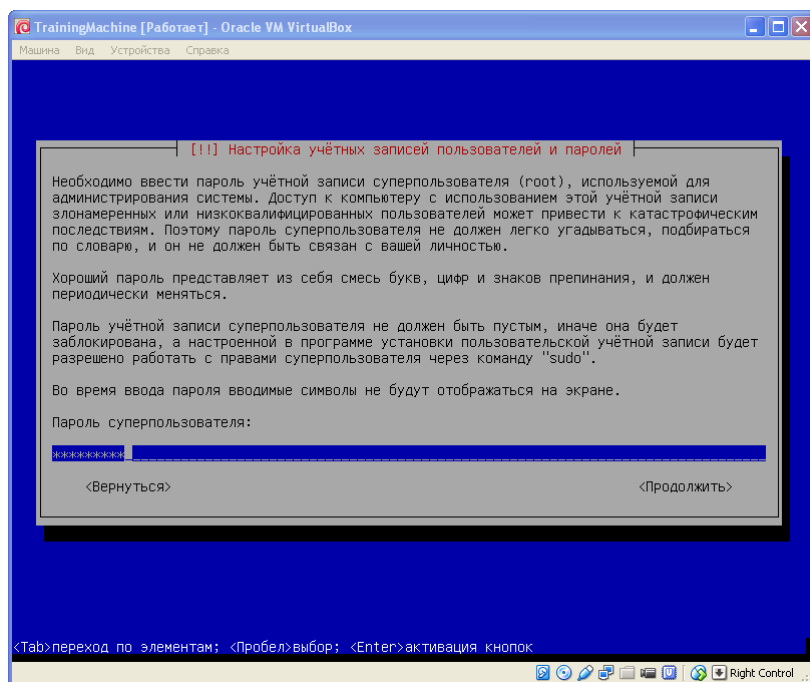 TrainingMachine [Работает] - Oracle VM VirtualBox
Машина Вид Устройства Справка
[!!] Настройка учётных записей пользователей и паролей
Необходимо ввести пароль учётной записи суперпользователя (root), используемой для
администрирования системы. Доступ к компьютеру с использованием этой учётной записи
злонамеренных или низкоквалифицированных пользователей может привести к катастрофическим
последствиям. Поэтому пароль суперпользователя не должен легко угадываться, подбираться
по словарю, и он не должен быть связан с вашей личностью.
Хороший пароль представляет из себя смесь букв, цифр и знаков препинания, и должен
периодически меняться.
Пароль учётной записи суперпользователя не должен быть пустым, иначе она будет
заблокирована, а настроенной в программе установки пользовательской учётной записи будет
разрешено работать с правами суперпользователя через команду "sudo".
Во время ввода пароля вводимые символы не будут отображаться на экране.
Пароль суперпользователя:
*********
<Вернуться> <Продолжить>
<Tab>переход по элементам; <Пробел>выбор; <Enter>активация кнопок
Right Control